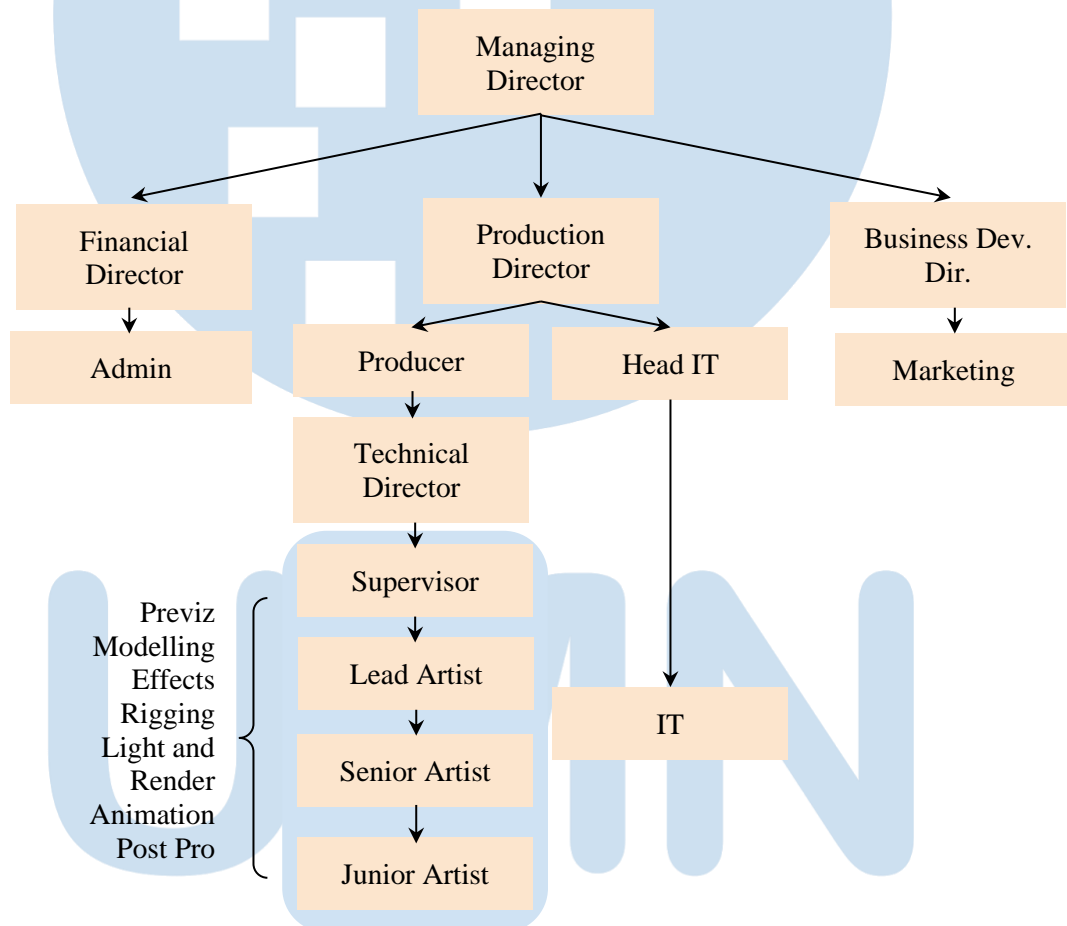 Managing
Director
Financial
Director
Production
Director
Business Dev.
Dir.
Admin
Producer
Head IT
Marketing
Technical
Director
Supervisor
Previz
Modelling
Effects
Rigging
Light and
Render
Animation
Post Pro
Lead Artist
IT
Senior Artist
Junior Artist
UMN